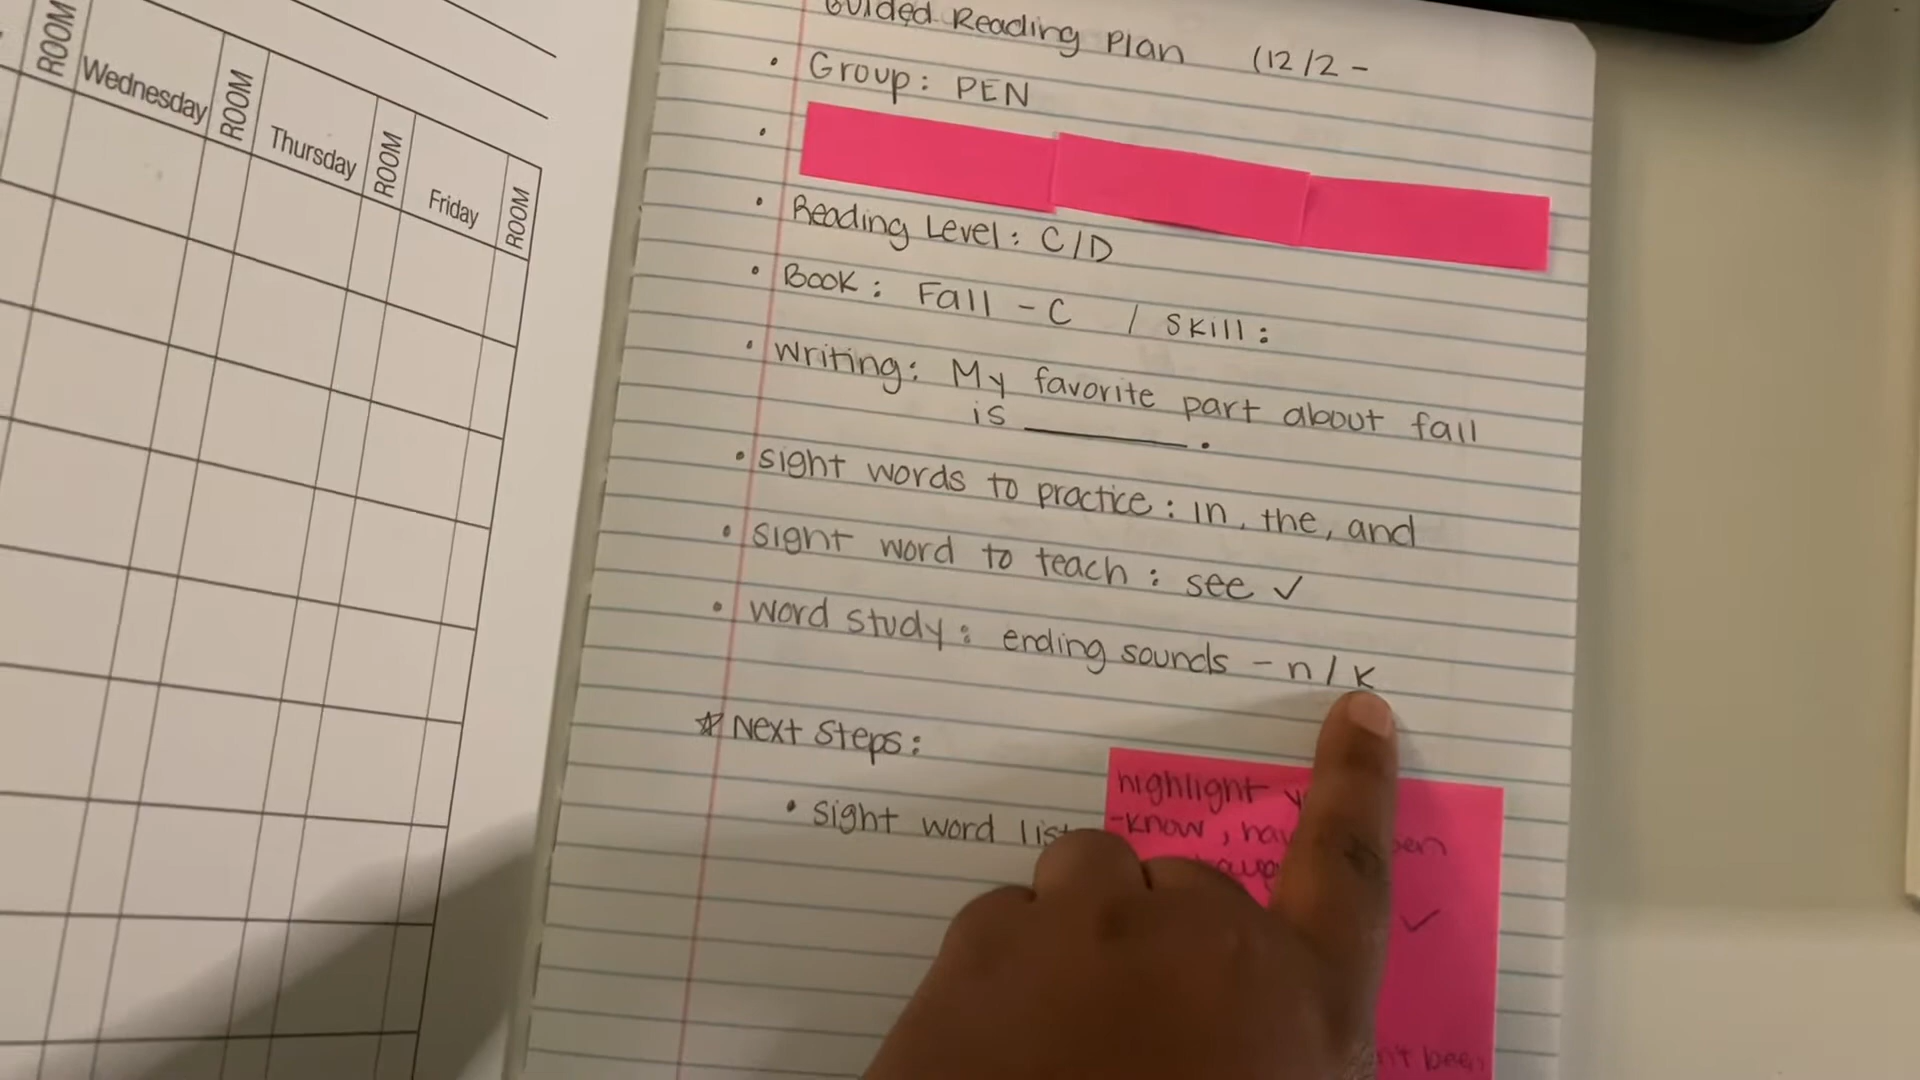 ROOM
Wednesday
ROOM
Thursday
ROOM
Friday
ROOM
Guided Reading Plan (12/2 -
• Group: PEN
•
• Reading Level: C/D
• Book: Fall - C / Skill:
• Writing: My favorite part about fall
is ______.
• sight words to practice: in, the, and
• sight word to teach: see ✓
• word study: ending sounds - n/k
☆ Next Steps:
• sight word list
highlight
-know,
✓
been